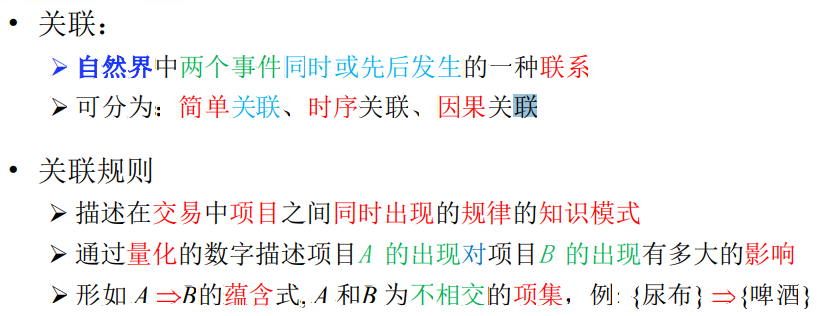 • 关联：
➢ 自然界中两个事件同时或先后发生的一种联系
➢ 可分为：简单关联、时序关联、因果关联
• 关联规则
➢ 描述在交易中项目之间同时出现的规律的知识模式
➢ 通过量化的数字描述项目A 的出现对项目B 的出现有多大的影响
➢ 形如 A ⇒B的蕴含式, A 和B 为不相交的项集，例: {尿布} ⇒{啤酒}